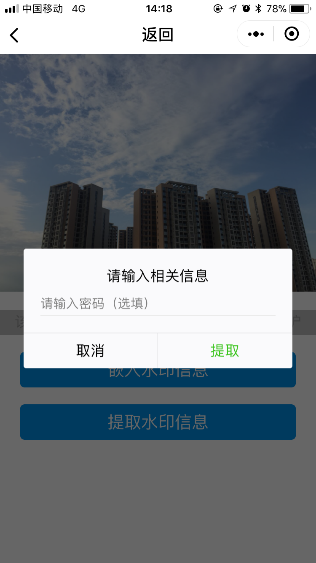 中国移动 4G 14:18 78%
返回
请输入相关信息
请输入密码（选填）
取消 提取
嵌入水印信息
提取水印信息